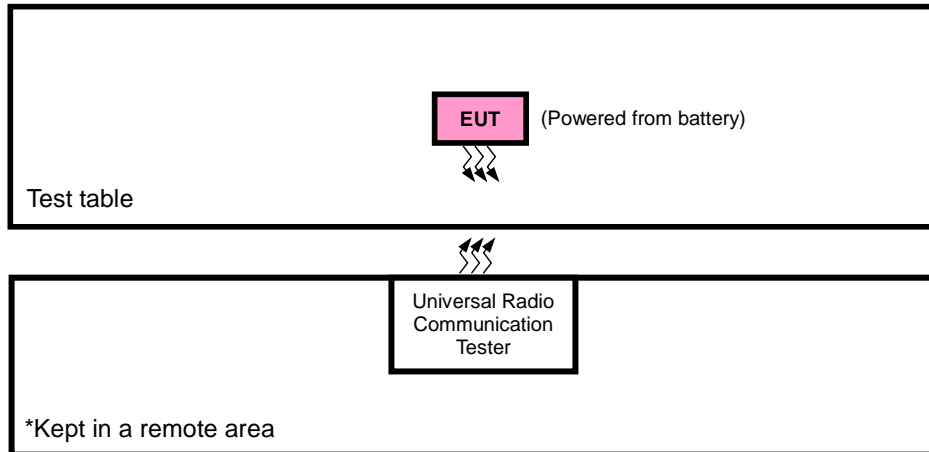 EUT
(Powered from battery)
Test table
Universal Radio
Communication
Tester
*Kept in a remote area